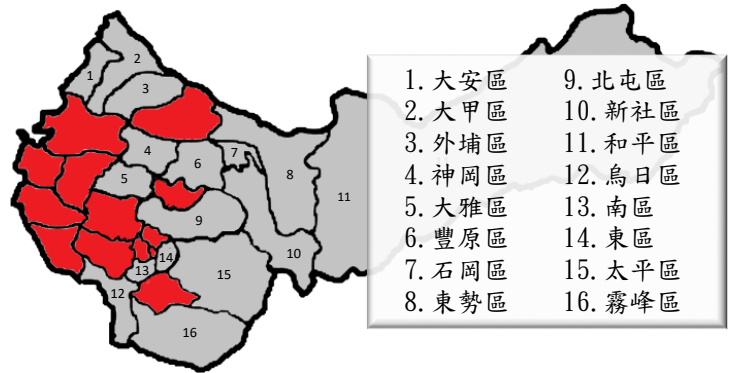 1
2
3
4
5
6
7
8
9
10
11
12
13
14
15
16
1.大安區
2.大甲區
3.外埔區
4.神岡區
5.大雅區
6.豐原區
7.石岡區
8.東勢區
9.北屯區
10.新社區
11.和平區
12.烏日區
13.南區
14.東區
15.太平區
16.霧峰區